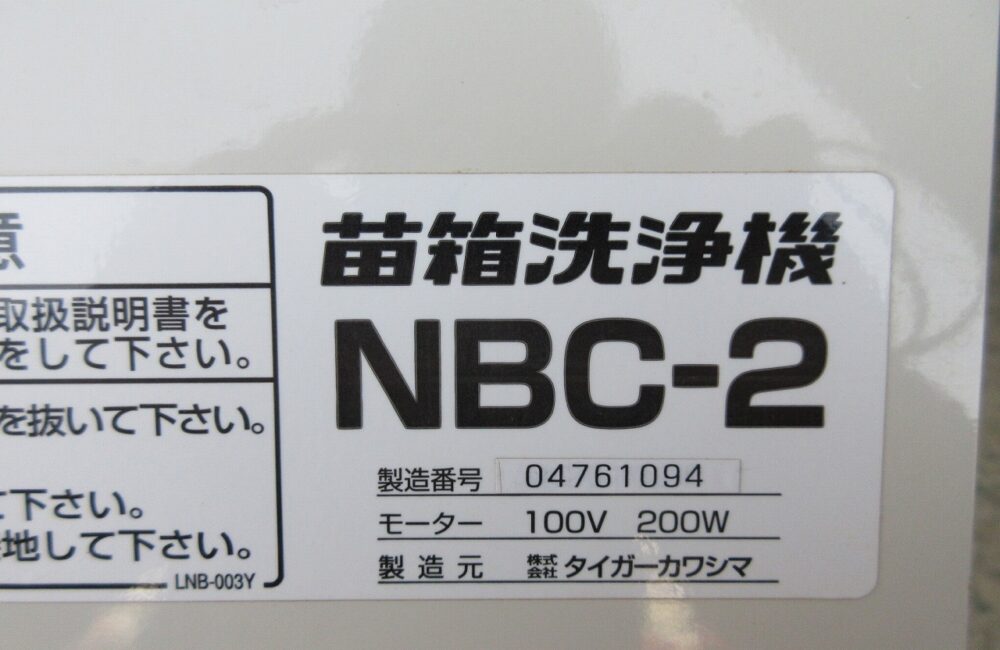 意
取扱説明書を
をして下さい。
を抜いて下さい。
て下さい。
地して下さい。
LNB-003Y
苗箱洗浄機
NBC-2
製造番号 04761094
モーター 100V 200W
製造元 株式会社 タイガーカワシマ